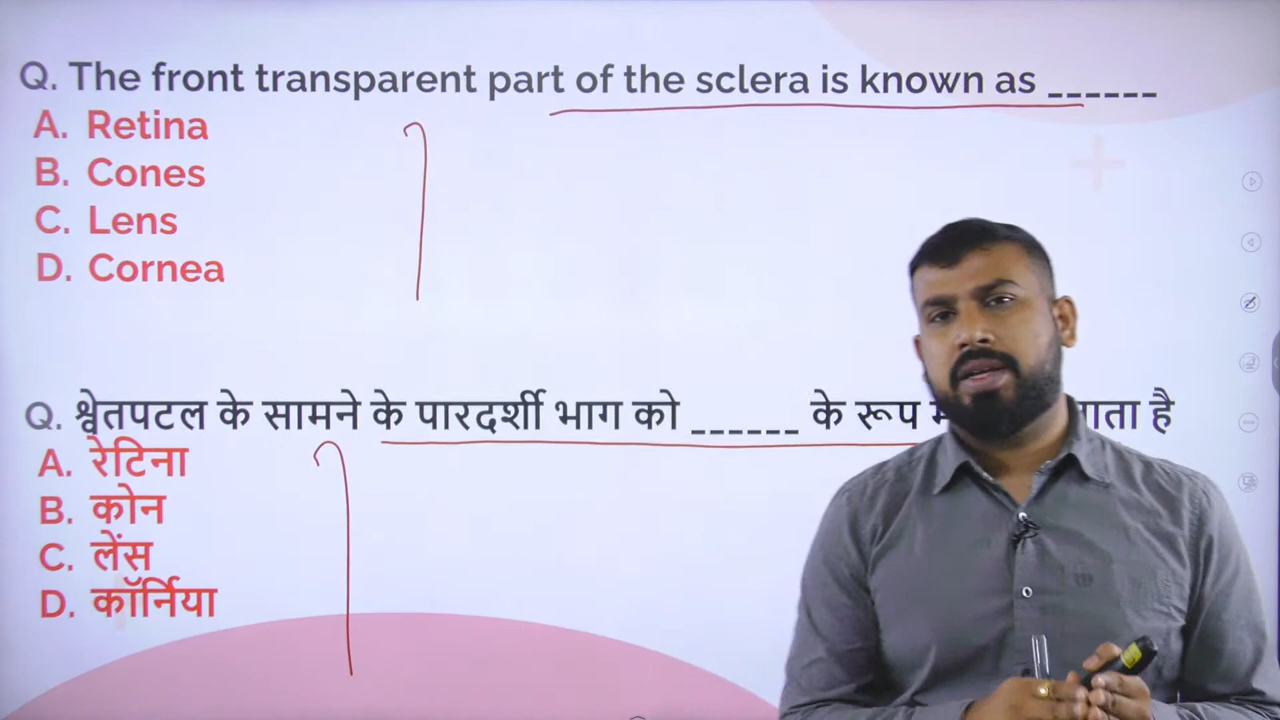 Q. The front transparent part of the sclera is known as ______
A. Retina
B. Cones
C. Lens
D. Cornea
Q. श्वेतपटल के सामने के पारदर्शी भाग को ______ के रूप है
A. रेटिना
B. कोन
C. लेंस
D. कॉर्निया